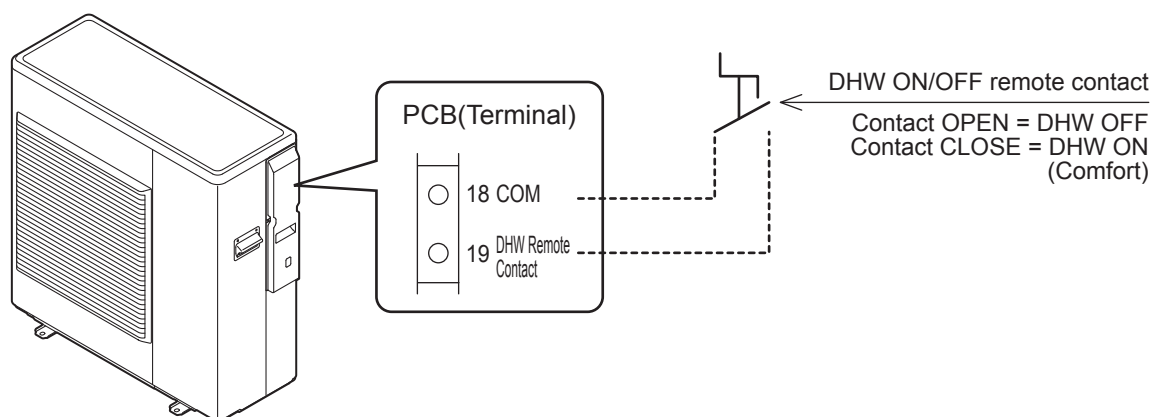 PCB(Terminal)
18 COM
19 DHW Remote
Contact
DHW ON/OFF remote contact
Contact OPEN = DHW OFF
Contact CLOSE = DHW ON
(Comfort)